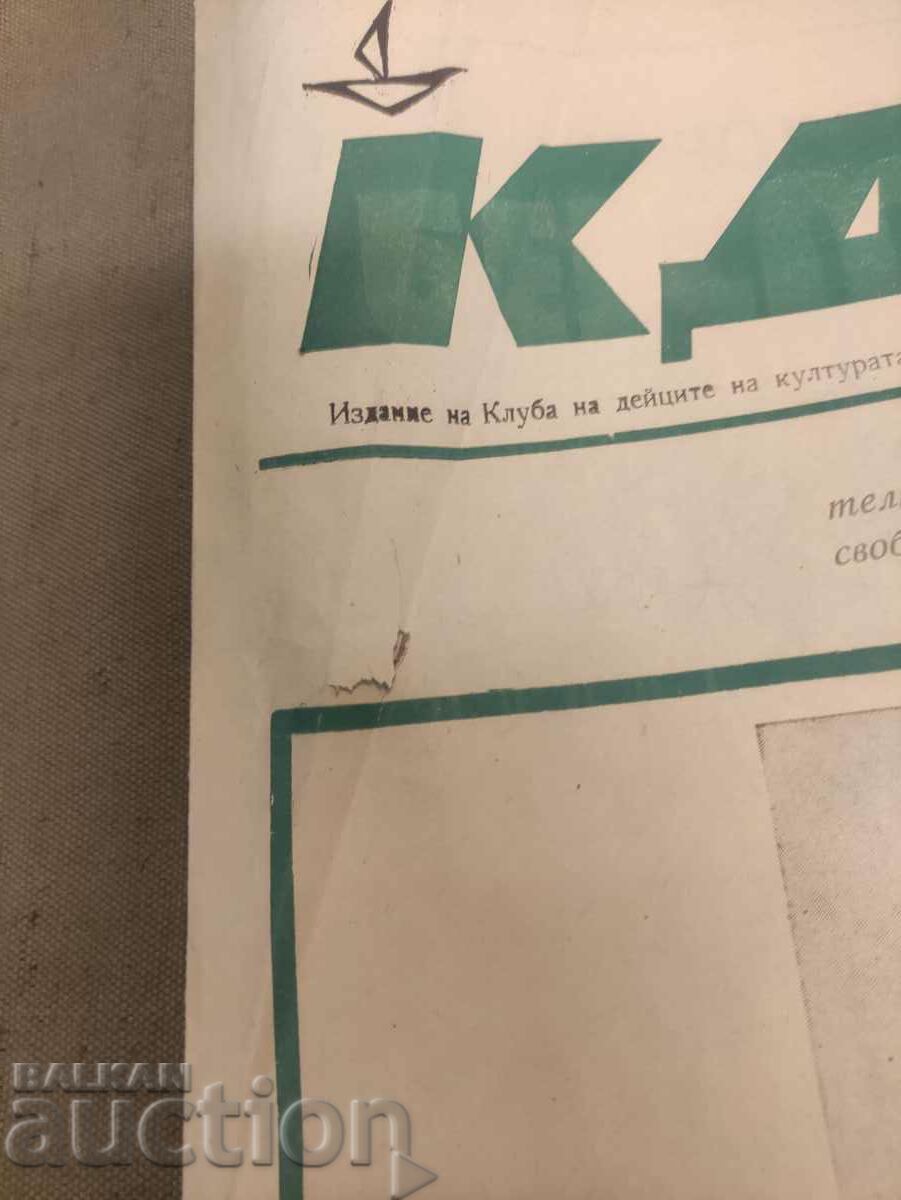 КД
Издание на Клуба на дейците на културата
тел.
своб
BALKAN
auction